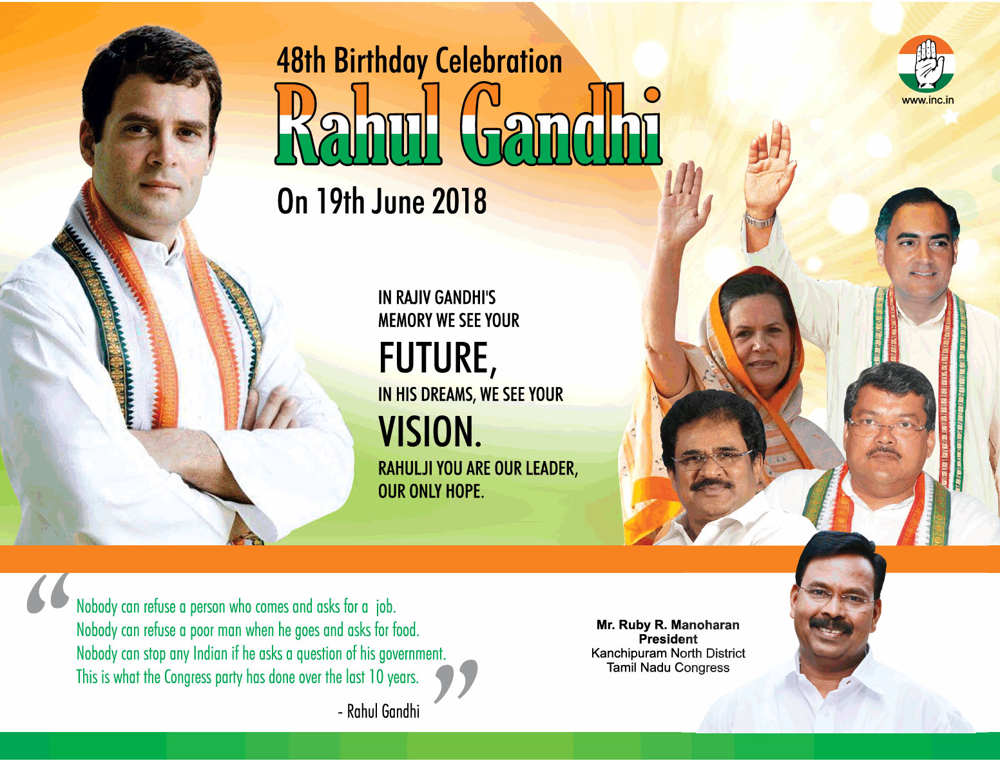 48th Birthday Celebration
Rahul Gandhi
On 19th June 2018
www.inc.in
IN RAJIV GANDHI'S
MEMORY WE SEE YOUR
FUTURE,
IN HIS DREAMS, WE SEE YOUR
VISION.
RAHULJI YOU ARE OUR LEADER,
OUR ONLY HOPE.
“Nobody can refuse a person who comes and asks for a job.
Nobody can refuse a poor man when he goes and asks for food.
Nobody can stop any Indian if he asks a question of his government.
This is what the Congress party has done over the last 10 years.”
- Rahul Gandhi
Mr. Ruby R. Manoharan
President
Kanchipuram North District
Tamil Nadu Congress